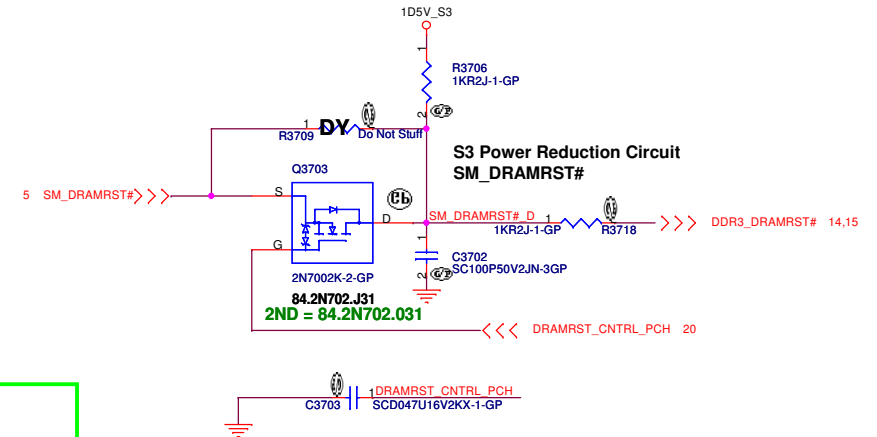 1D5V_S3
1
R3706
1KR2J-1-GP
2
1
R3709
DY
Do Not Stuff
S3 Power Reduction Circuit
SM_DRAMRST#
Q3703
5 SM_DRAMRST#
S
D
G
SM_DRAMRST#_D
1
1KR2J-1-GP
R3718
DDR3_DRAMRST# 14,15
1
C3702
SC100P50V2JN-3GP
2
2N7002K-2-GP
84.2N702.J31
2ND = 84.2N702.031
DRAMRST_CNTRL_PCH 20
1
DRAMRST_CNTRL_PCH
C3703
SCD047U16V2KX-1-GP